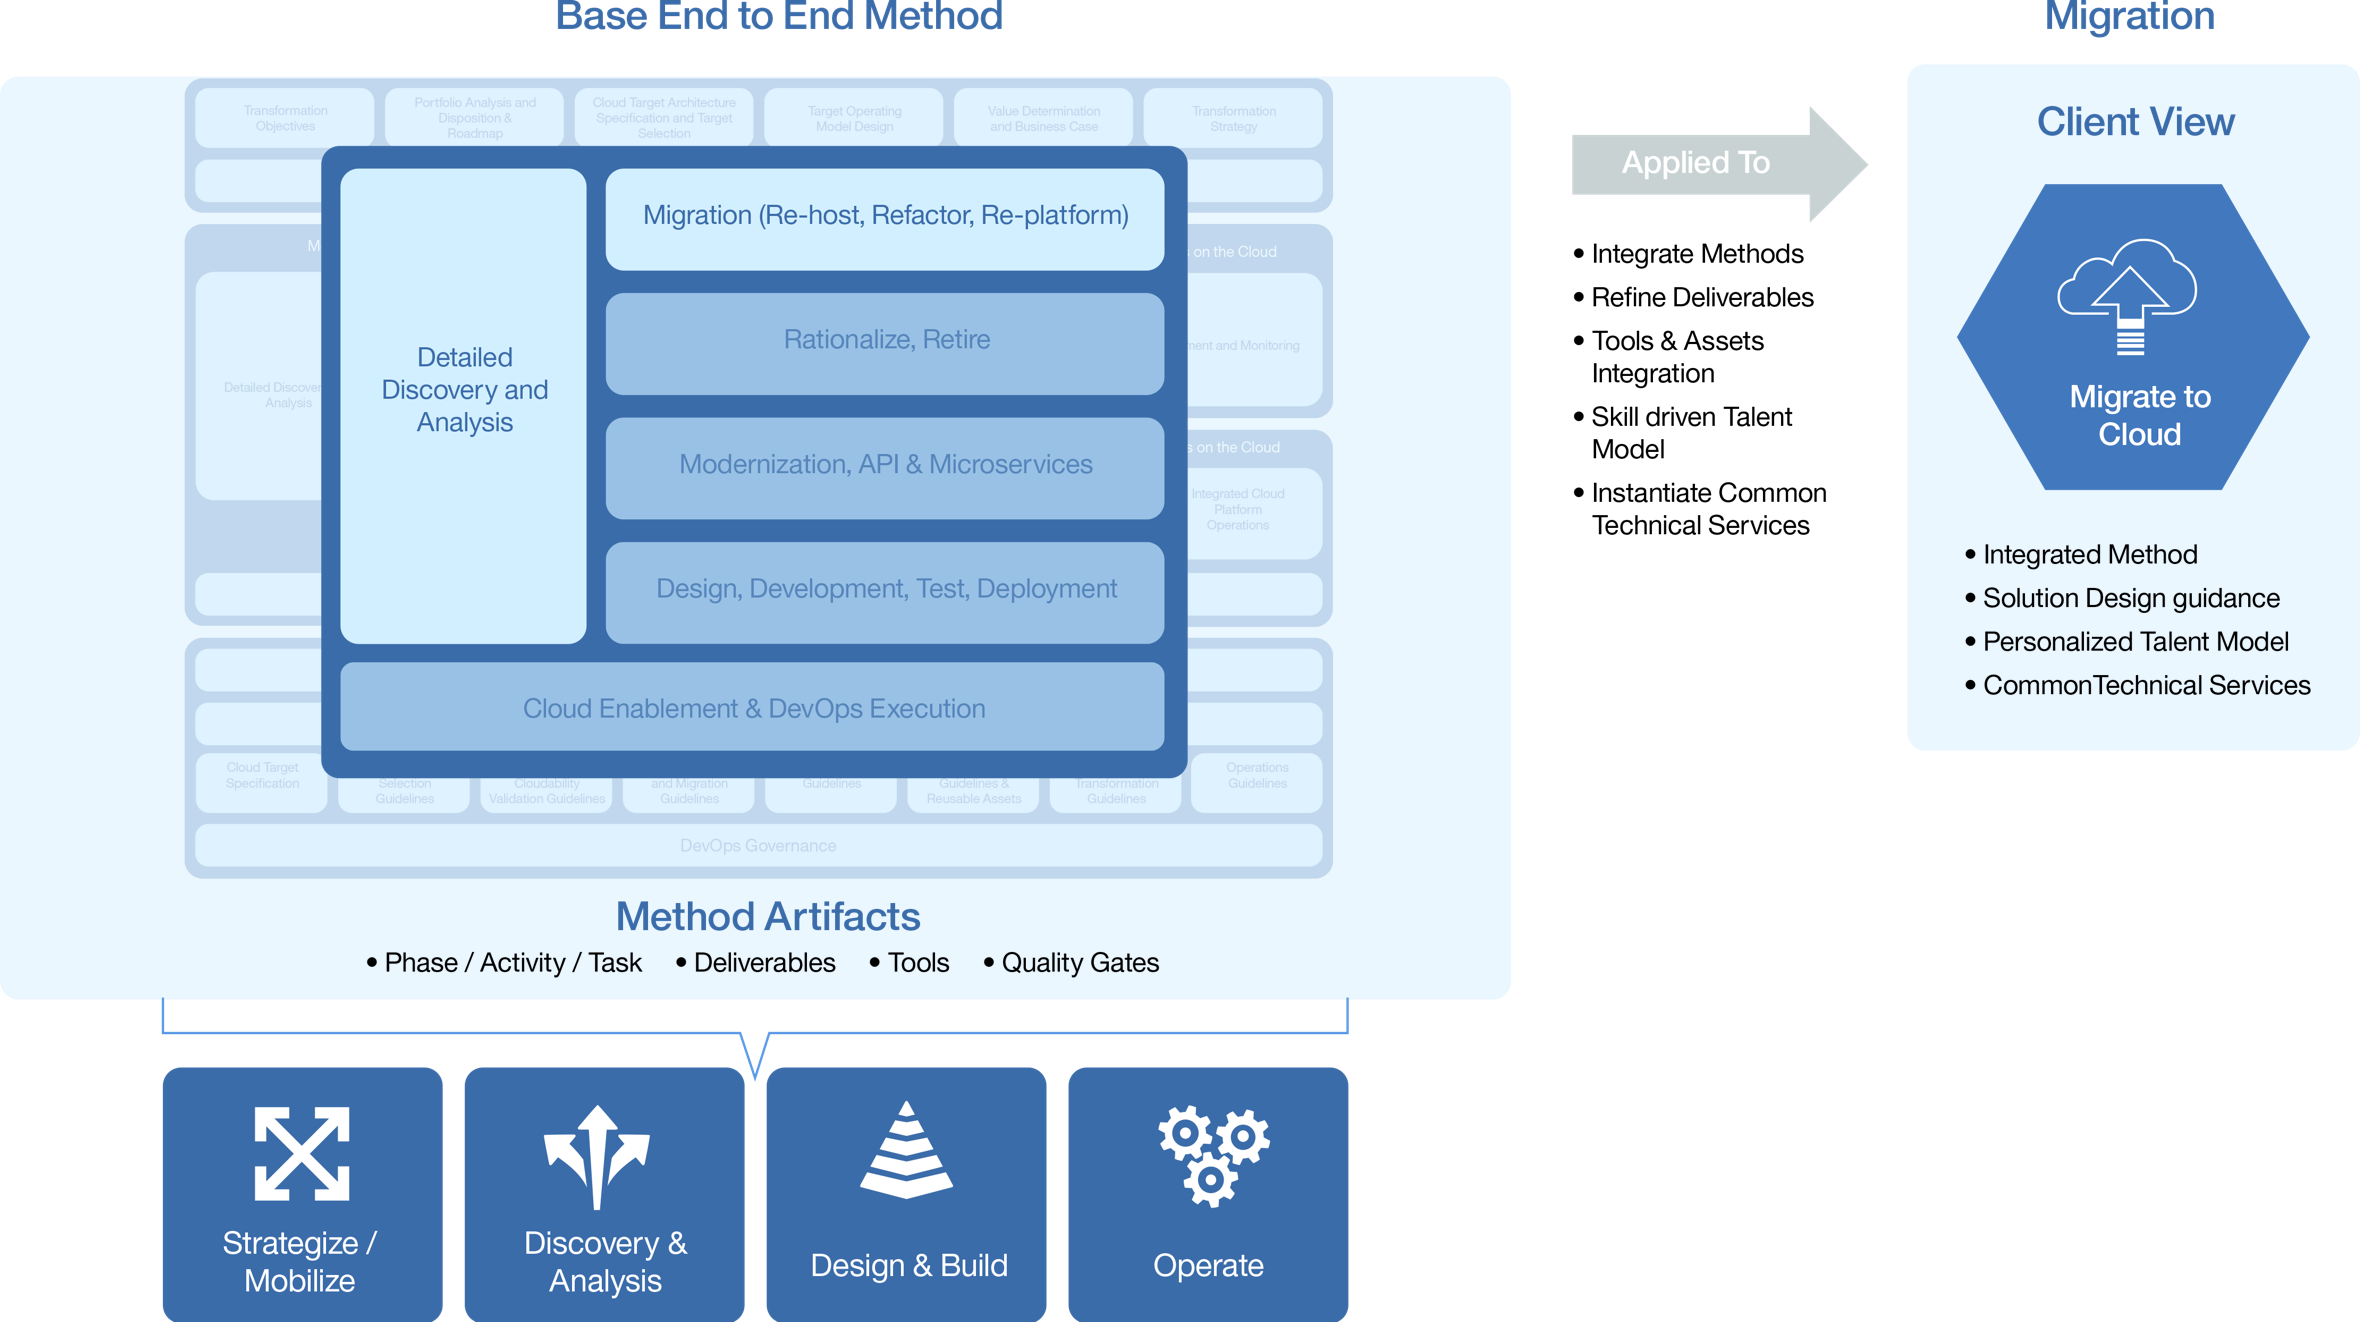 Base End to End Method
Migration
Transformation
Objectives
Portfolio Analysis and
Disposition &
Roadmap
Cloud Target Architecture
Specification and Target
Selection
Target Operating
Model Design
Value Determination
and Business Case
Transformation
Strategy
Detailed
Discovery and
Analysis
Migration (Re-host, Refactor, Re-platform)
Rationalize, Retire
Modernization, API & Microservices
Design, Development, Test, Deployment
Cloud Enablement & DevOps Execution
on the Cloud
and Monitoring
Analysis
s on the Cloud
Integrated Cloud
Platform
Operations
Cloud Target
Specification
Selection
Guidelines
Cloudability
Validation Guidelines
and Migration
Guidelines
Guidelines
Guidelines &
Reusable Assets
Transformation
Guidelines
Operations
Guidelines
DevOps Governance
Method Artifacts
• Phase / Activity / Task • Deliverables • Tools • Quality Gates
Strategize /
Mobilize
Discovery &
Analysis
Design & Build
Operate
Applied To
• Integrate Methods
• Refine Deliverables
• Tools & Assets
Integration
• Skill driven Talent
Model
• Instantiate Common
Technical Services
Client View
Migrate to
Cloud
• Integrated Method
• Solution Design guidance
• Personalized Talent Model
• CommonTechnical Services